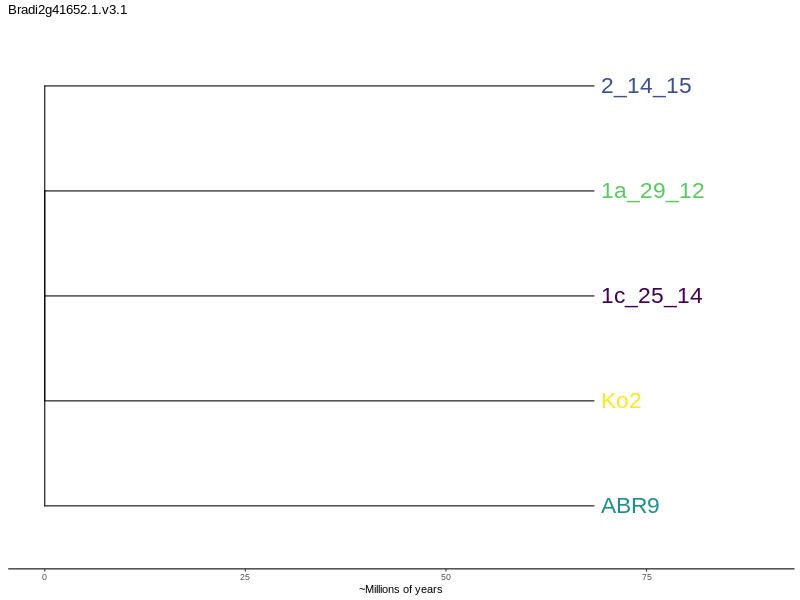 Bradi2g41652.1.v3.1
2_14_15
1a_29_12
1c_25_14
Ko2
ABR9
0 25 50 75
~Millions of years